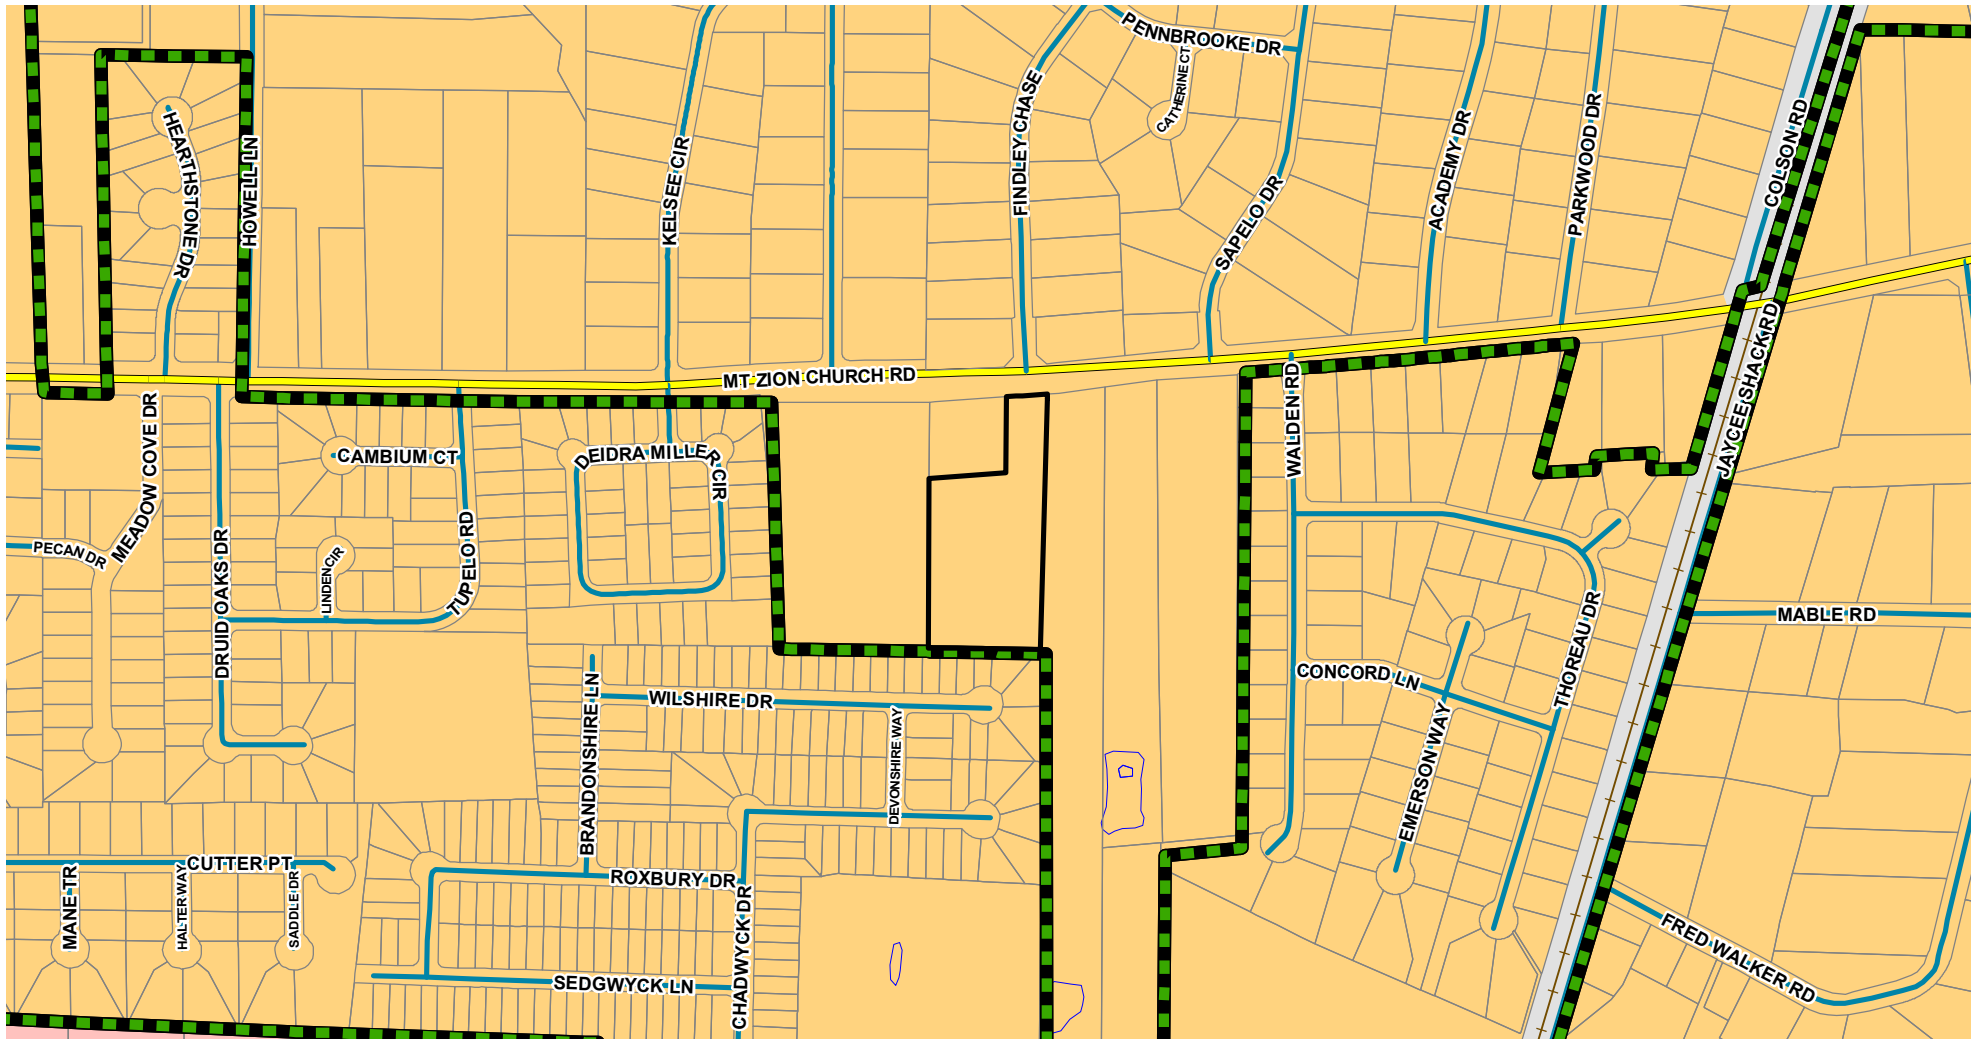 PENNBROOKE DR
CATHERINE CT
HEARTHSTONE DR
HOWELL LN
KELSEE CIR
FINDLEY CHASE
SAPELO DR
ACADEMY DR
PARKWOOD DR
COLSON RD
MT ZION CHURCH RD
JAYCEE SHACK RD
MEADOW COVE DR
CAMBIUM CT
DEIDRA MILLER CIR
WALDEN RD
PECAN DR
DRUID OAKS DR
LINDEN CIR
TUPELO RD
MABLE RD
THOREAU DR
CONCORD LN
WILSHIRE DR
BRANDONSHIRE LN
DEVONSHIRE WAY
EMERSON WAY
CUTTER PT
MANE TR
HALTER WAY
SADDLE DR
ROXBURY DR
CHADWYCK DR
FRED WALKER RD
SEDGWYCK LN